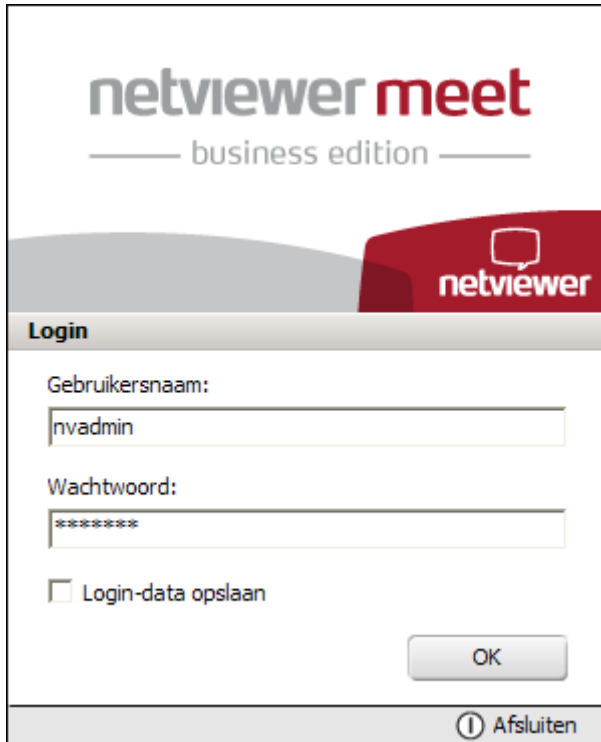 netviewer meet
business edition
netviewer
Login
Gebruikersnaam:
nvadmin
Wachtwoord:
*******
Login-data opslaan
OK
Afsluiten